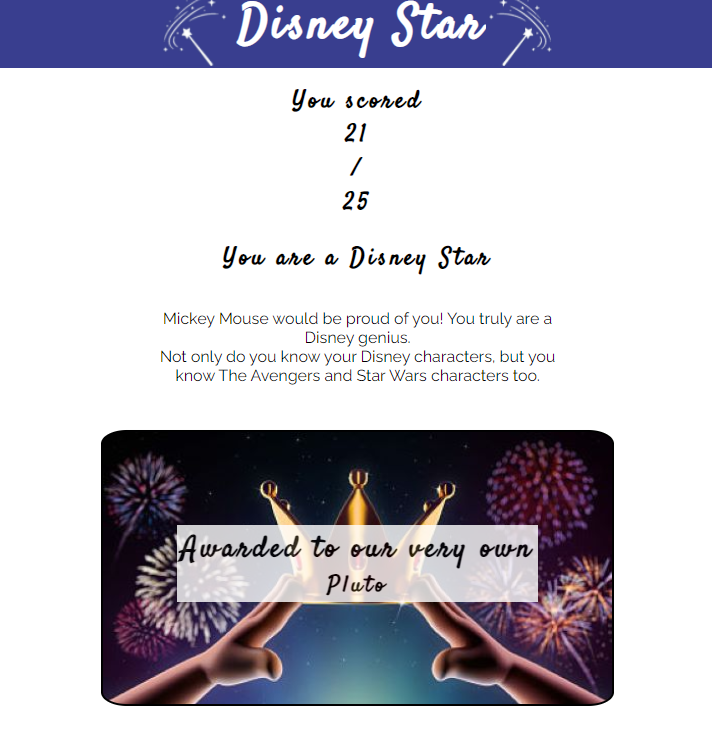 Disney Star
You scored
21
/
25
You are a Disney Star
Mickey Mouse would be proud of you! You truly are a
Disney genius.
Not only do you know your Disney characters, but you
know The Avengers and Star Wars characters too.
Awarded to our very own
Pluto